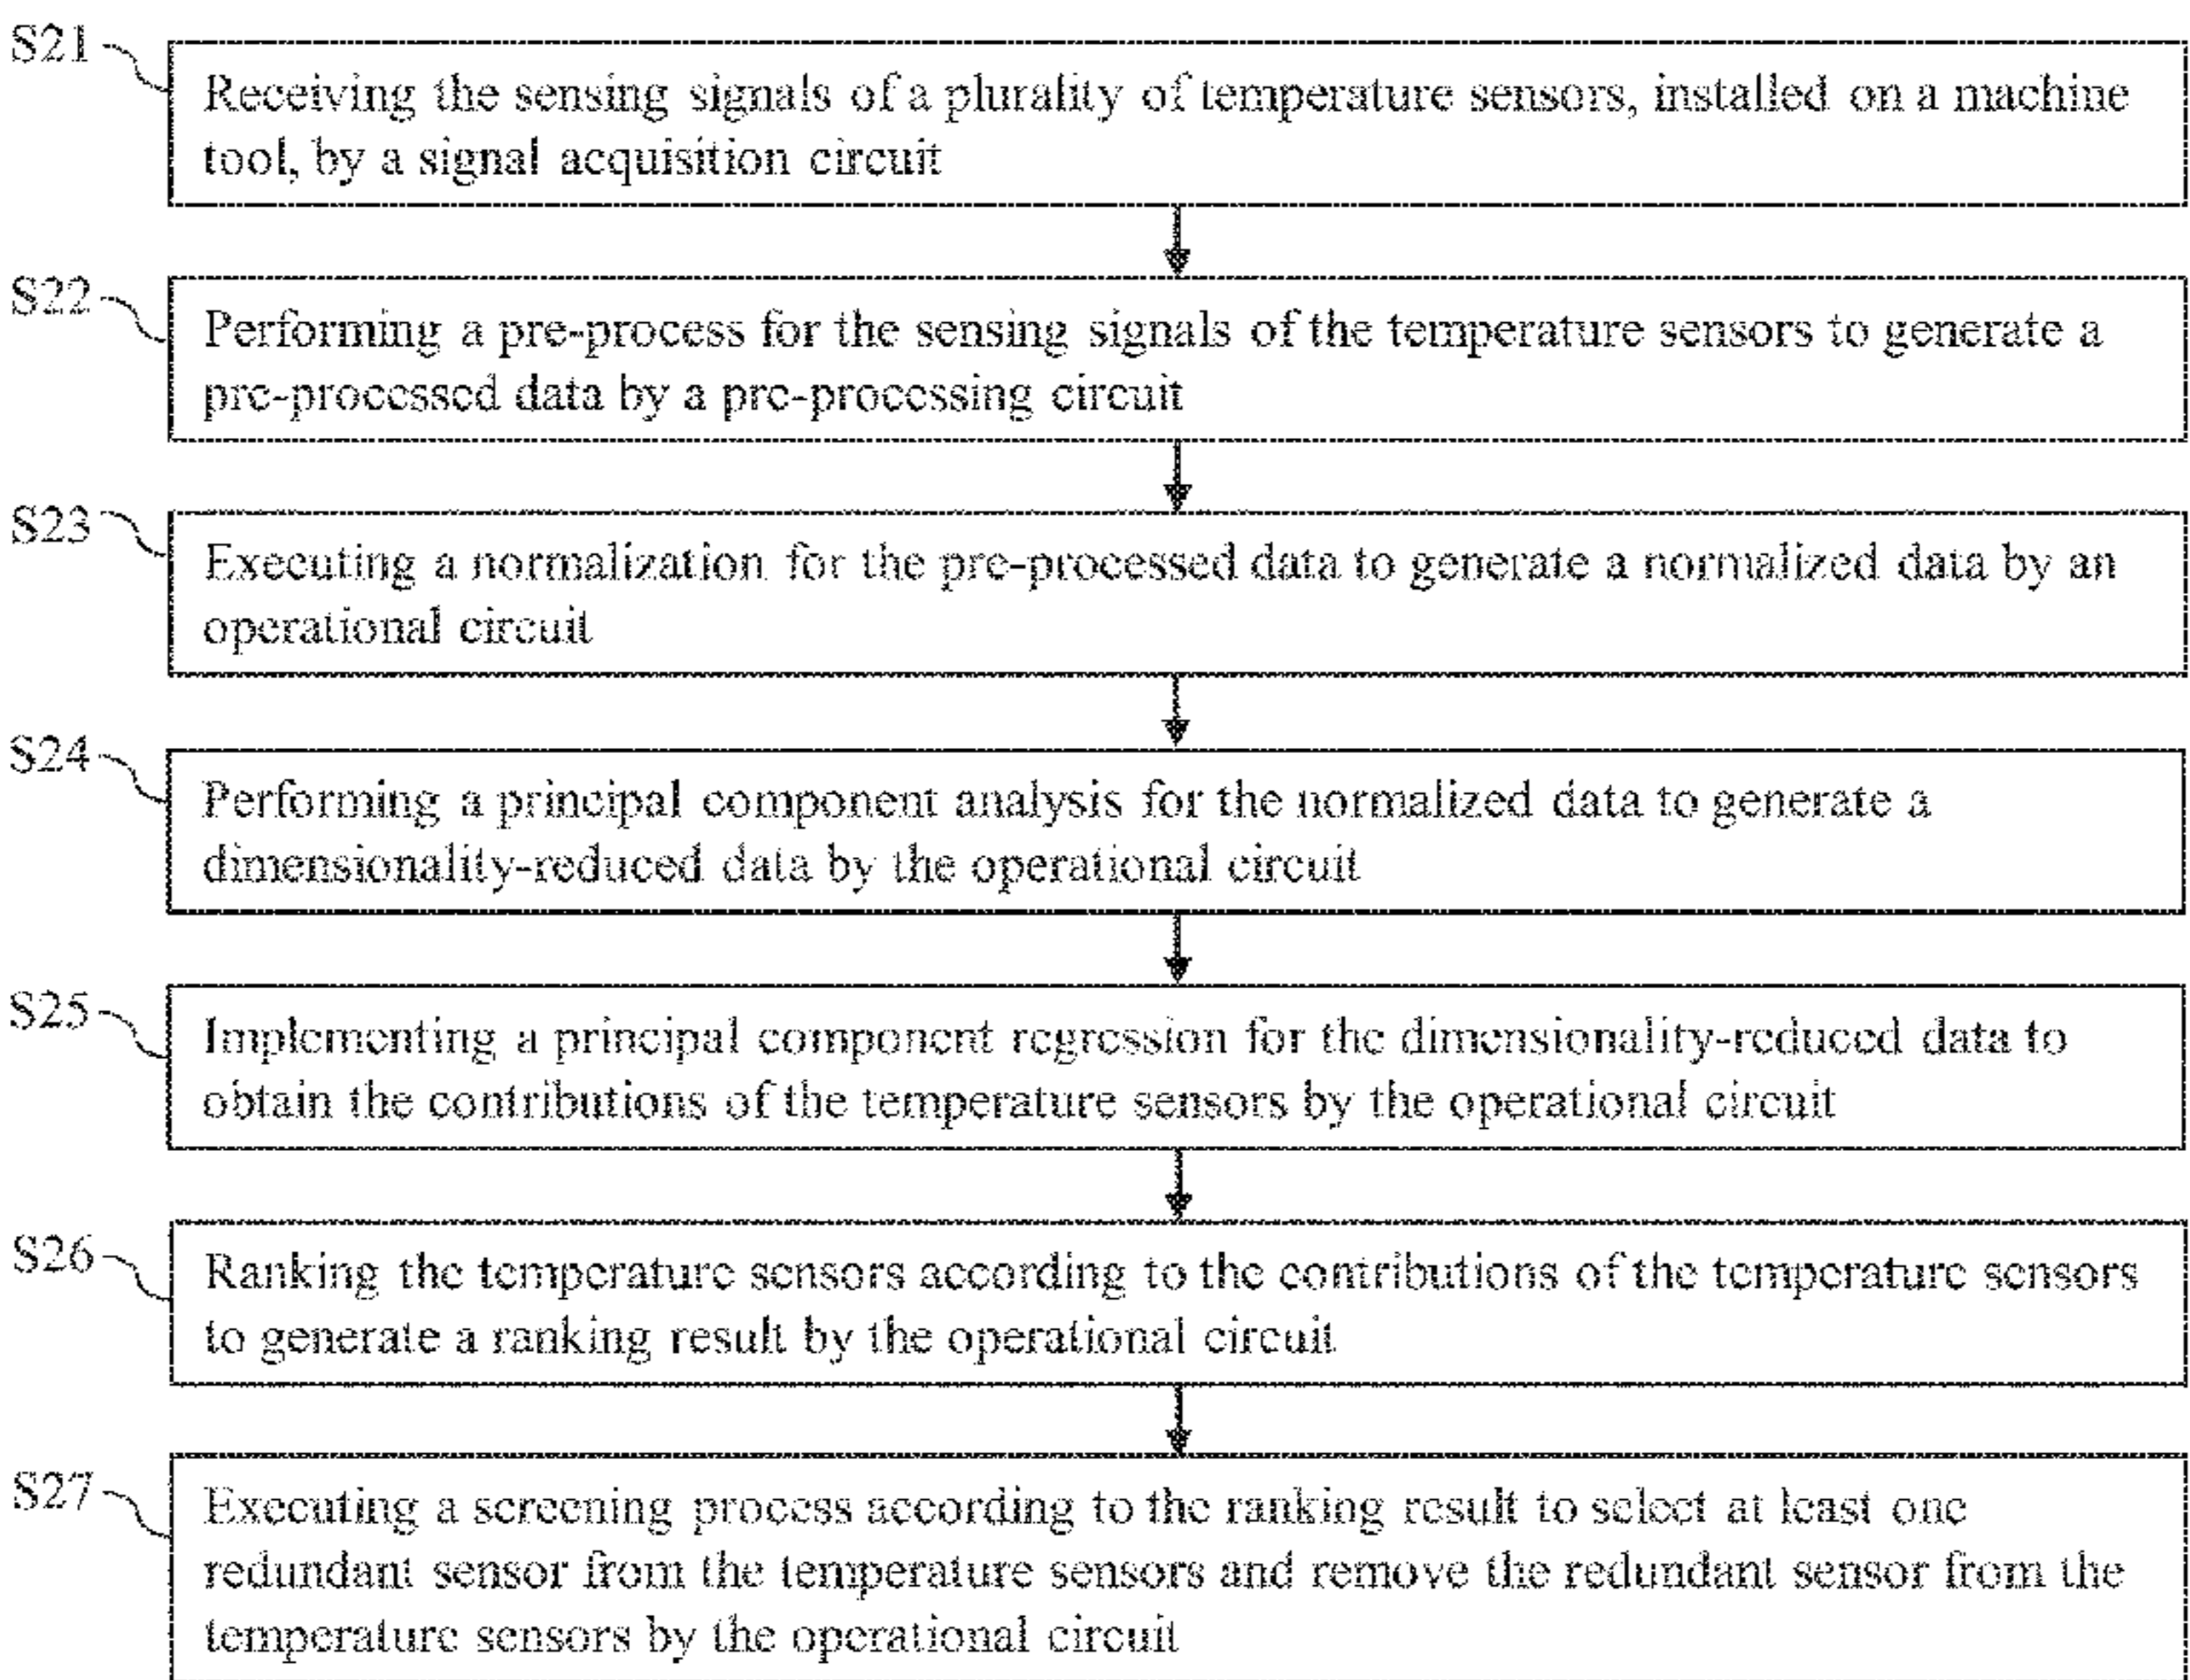 S21
Receiving the sensing signals of a plurality of temperature sensors, installed on a machine
tool, by a signal acquisition circuit
S22
Performing a pre-process for the sensing signals of the temperature sensors to generate a
pre-processed data by a pre-processing circuit
S23
Executing a normalization for the pre-processed data to generate a normalized data by an
operational circuit
S24
Performing a principal component analysis for the normalized data to generate a
dimensionality-reduced data by the operational circuit
S25
Implementing a principal component regression for the dimensionality-reduced data to
obtain the contributions of the temperature sensors by the operational circuit
S26
Ranking the temperature sensors according to the contributions of the temperature sensors
to generate a ranking result by the operational circuit
S27
Executing a screening process according to the ranking result to select at least one
redundant sensor from the temperature sensors and remove the redundant sensor from the
temperature sensors by the operational circuit